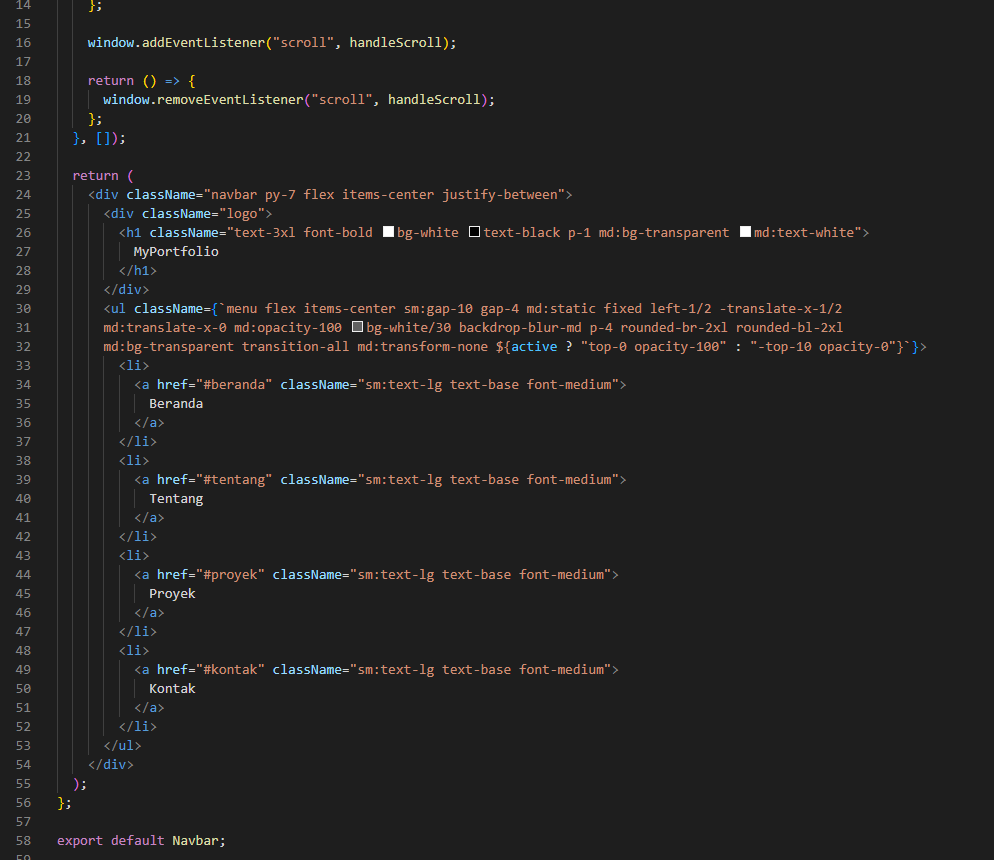 14 };
15
16 window.addEventListener("scroll", handleScroll);
17
18 return () => {
19 window.removeEventListener("scroll", handleScroll);
20 };
21 }, []);
22
23 return (
24 <div className="navbar py-7 flex items-center justify-between">
25 <div className="logo">
26 <h1 className="text-3xl font-bold bg-white text-black p-1 md:bg-transparent md:text-white">
27 MyPortfolio
28 </h1>
29 </div>
30 <ul className={`menu flex items-center sm:gap-10 gap-4 md:static fixed left-1/2 -translate-x-1/2
31 md:translate-x-0 md:opacity-100 bg-white/30 backdrop-blur-md p-4 rounded-br-2xl rounded-bl-2xl
32 md:bg-transparent transition-all md:transform-none ${active ? "top-0 opacity-100" : "-top-10 opacity-0"}`}>
33 <li>
34 <a href="#beranda" className="sm:text-lg text-base font-medium">
35 Beranda
36 </a>
37 </li>
38 <li>
39 <a href="#tentang" className="sm:text-lg text-base font-medium">
40 Tentang
41 </a>
42 </li>
43 <li>
44 <a href="#proyek" className="sm:text-lg text-base font-medium">
45 Proyek
46 </a>
47 </li>
48 <li>
49 <a href="#kontak" className="sm:text-lg text-base font-medium">
50 Kontak
51 </a>
52 </li>
53 </ul>
54 </div>
55 );
56 };
57
58 export default Navbar;
59